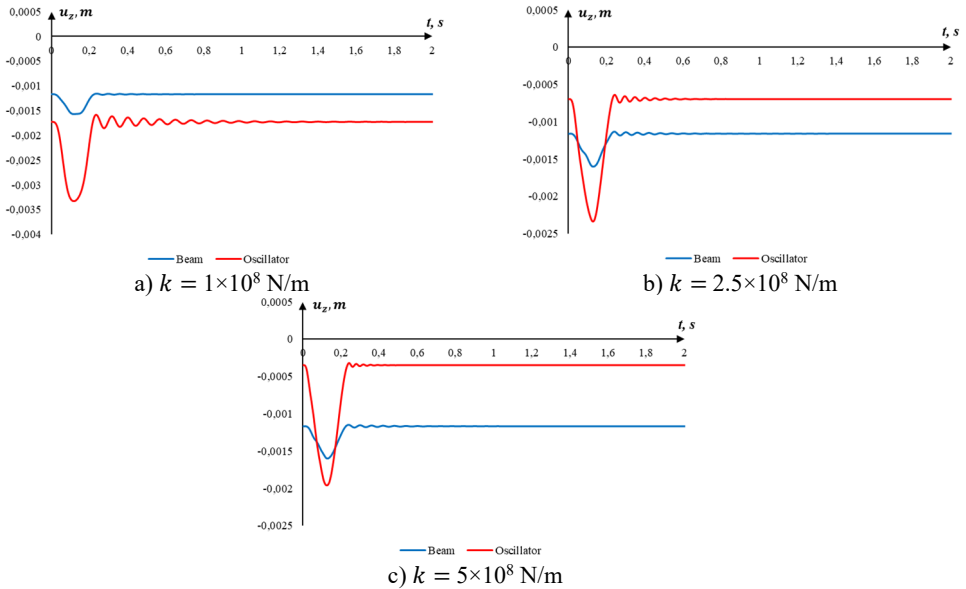 0,0005
u_z, m
t, s
0
0 0,2 0,4 0,6 0,8 1 1,2 1,4 1,6 1,8 2
-0,0005
-0,001
-0,0015
-0,002
-0,0025
-0,003
-0,0035
-0,004
Beam Oscillator
a) k = 1×10⁸ N/m
0,0005
u_z, m
t, s
0
0 0,2 0,4 0,6 0,8 1 1,2 1,4 1,6 1,8 2
-0,0005
-0,001
-0,0015
-0,002
-0,0025
Beam Oscillator
b) k = 2.5×10⁸ N/m
0,0005
u_z, m
t, s
0
0 0,2 0,4 0,6 0,8 1 1,2 1,4 1,6 1,8 2
-0,0005
-0,001
-0,0015
-0,002
-0,0025
Beam Oscillator
c) k = 5×10⁸ N/m